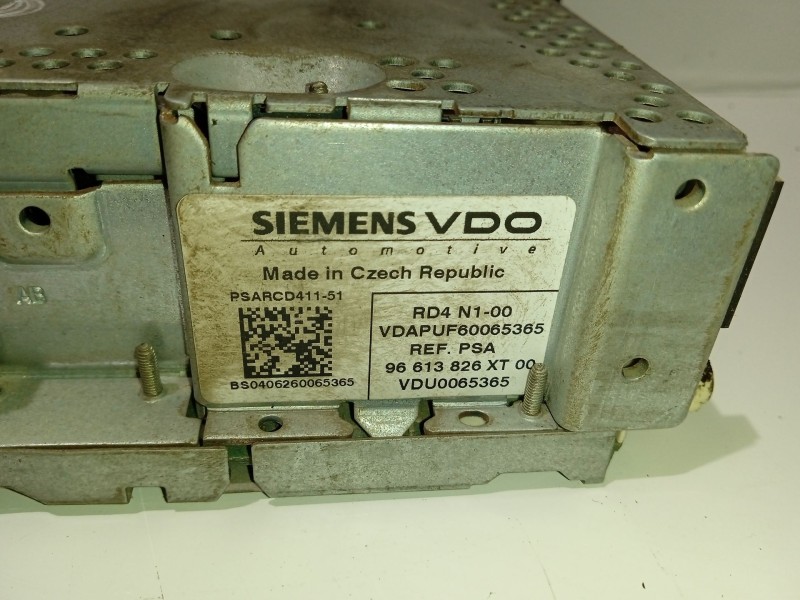 SIEMENS VDO
Automotive
Made in Czech Republic
PSARCD411-51
BS0406260065365
RD4 N1-00
VDAPUF60065365
REF. PSA
96 613 826 XT 00
VDU0065365
AB